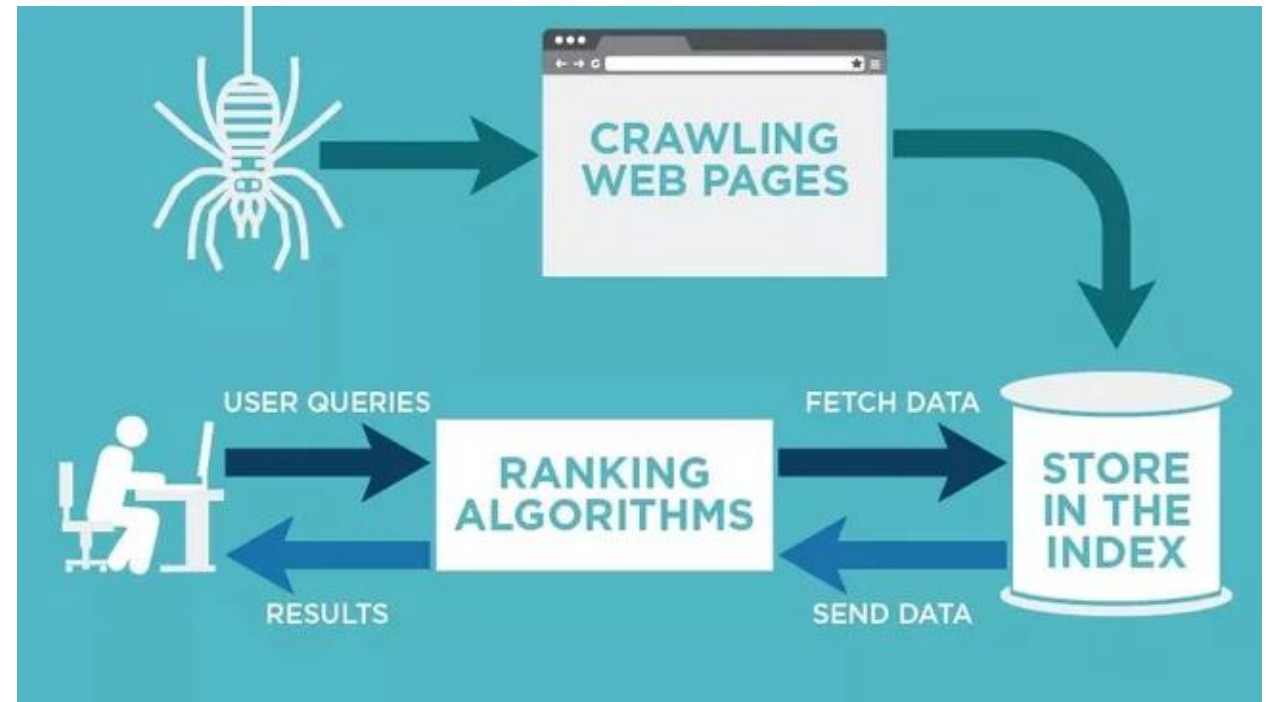 CRAWLING
WEB PAGES
USER QUERIES
FETCH DATA
RANKING
ALGORITHMS
STORE
IN THE
INDEX
RESULTS
SEND DATA